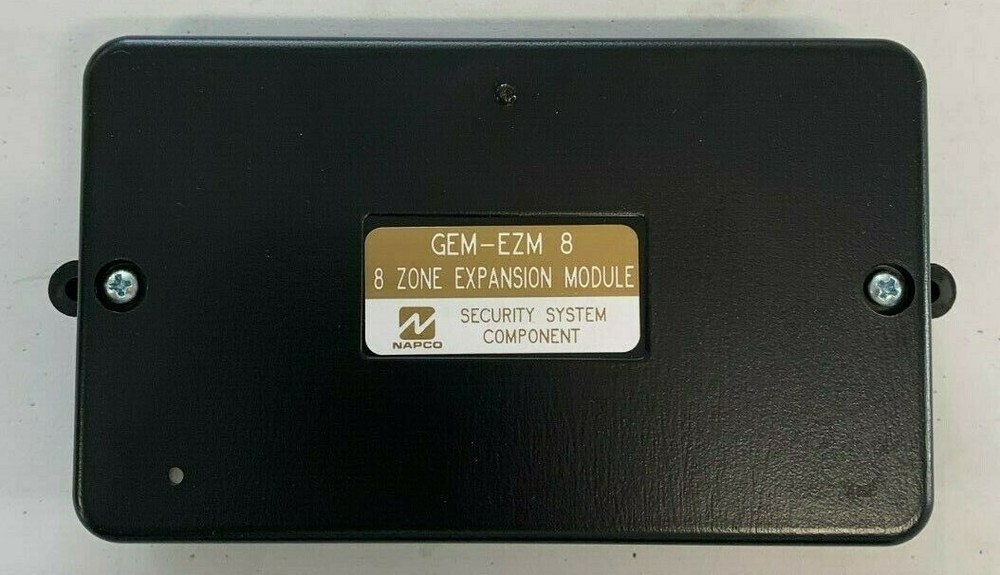 GEM-EZM 8
8 ZONE EXPANSION MODULE
NAPCO
SECURITY SYSTEM
COMPONENT